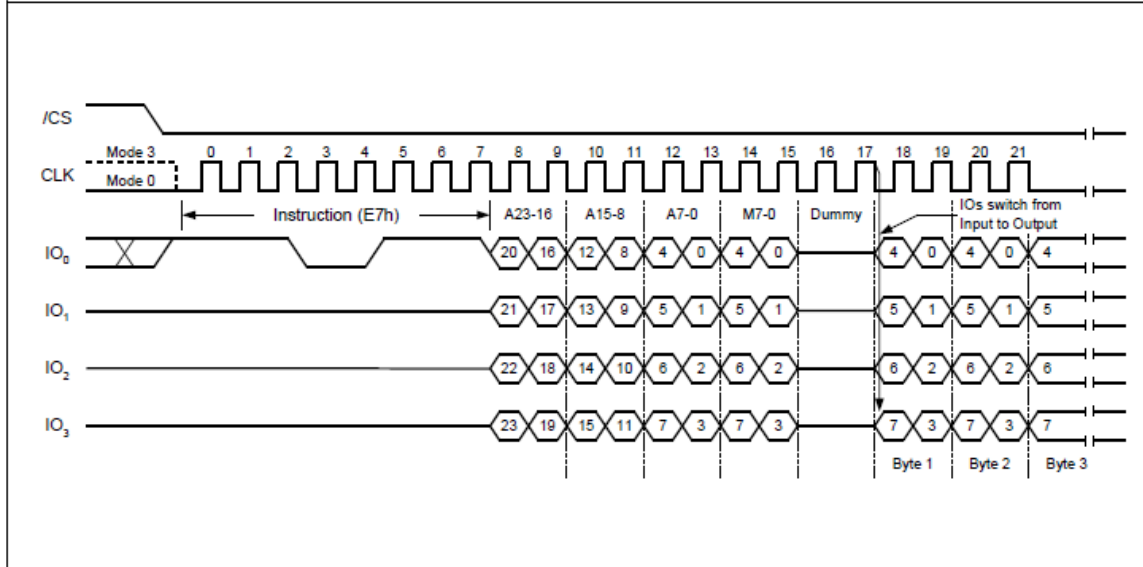 /CS
Mode 3
0 1 2 3 4 5 6 7 8 9 10 11 12 13 14 15 16 17 18 19 20 21
CLK
Mode 0
Instruction (E7h) A23-16 A15-8 A7-0 M7-0 Dummy
IOs switch from
Input to Output
IO0 20 16 12 8 4 0 4 0 4 0 4 0 4
IO1 21 17 13 9 5 1 5 1 5 1 5 1 5
IO2 22 18 14 10 6 2 6 2 6 2 6 2 6
IO3 23 19 15 11 7 3 7 3 7 3 7 3 7
Byte 1 Byte 2 Byte 3